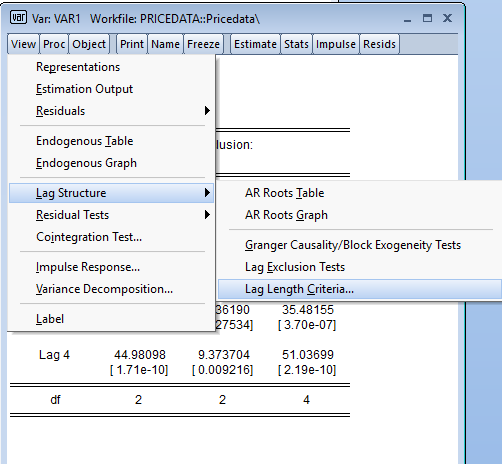 var Var: VAR1 Workfile: PRICEDATA::Pricedata\
View Proc Object Print Name Freeze Estimate Stats Impulse Resids
Representations
Estimation Output
Residuals
Endogenous Table
Endogenous Graph
Lag Structure
Residual Tests
Cointegration Test...
Impulse Response...
Variance Decomposition...
Label
AR Roots Table
AR Roots Graph
Granger Causality/Block Exogeneity Tests
Lag Exclusion Tests
Lag Length Criteria...
lusion:
36190 35.48155
27534] [ 3.70e-07]
Lag 4 44.98098 9.373704 51.03699
[ 1.71e-10] [ 0.009216] [ 2.19e-10]
df 2 2 4